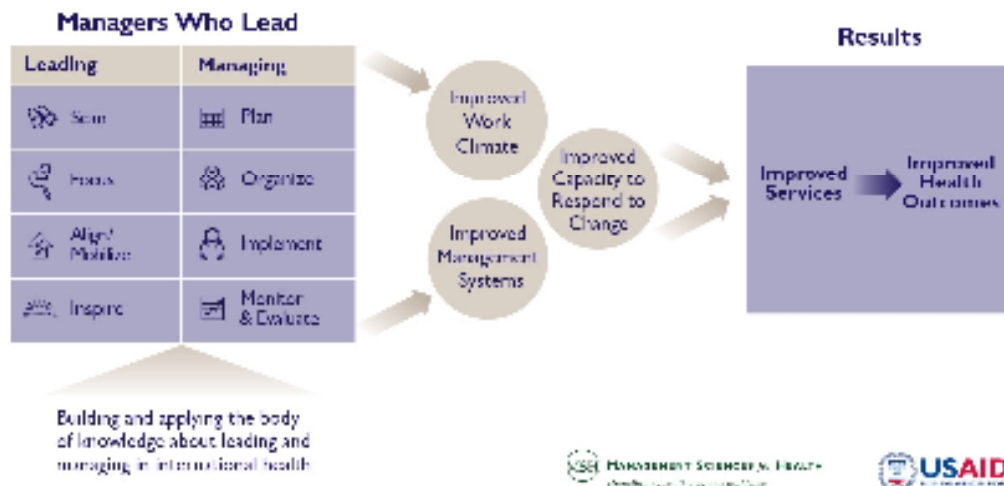 Managers Who Lead
Leading
Managing
Scan
Plan
Focus
Organize
Align/
Mobilize
Implement
Inspire
Monitor
& Evaluate
Building and applying the body
of knowledge about leading and
managing in international health
Improved
Work
Climate
Improved
Management
Systems
Improved
Capacity to
Respond to
Change
Results
Improved
Services
Improved
Health
Outcomes
MANAGEMENT SCIENCES for HEALTH
USAID